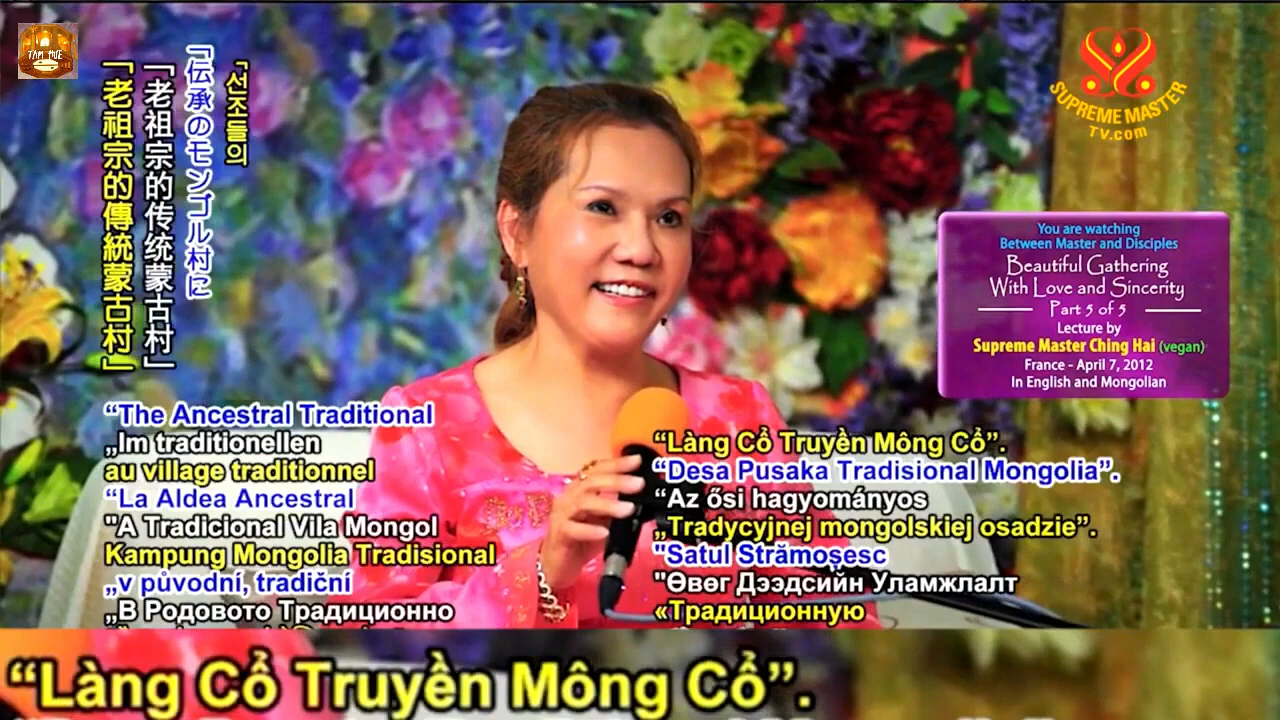 TÂM THỨC
「선조들의
「伝承のモンゴル村に
「老祖宗的传统蒙古村」
「老祖宗的傳統蒙古村」
SUPREME MASTER
TV.com
You are watching
Between Master and Disciples
Beautiful Gathering
With Love and Sincerity
Part 5 of 5
Lecture by
Supreme Master Ching Hai (vegan)
France - April 7, 2012
In English and Mongolian
“The Ancestral Traditional
„Im traditionellen
au village traditionnel
“La Aldea Ancestral
"A Tradicional Vila Mongol
Kampung Mongolia Tradisional
„v původní, tradiční
„В Родовото Традиционно
“Làng Cổ Truyền Mông Cổ”.
“Desa Pusaka Tradisional Mongolia”.
“Az ősi hagyományos
„Tradycyjnej mongolskiej osadzie”.
"Satul Strămoșesc
"Өвөг Дээдсийн Уламжлалт
«Традиционную
“Làng Cổ Truyền Mông Cổ”.